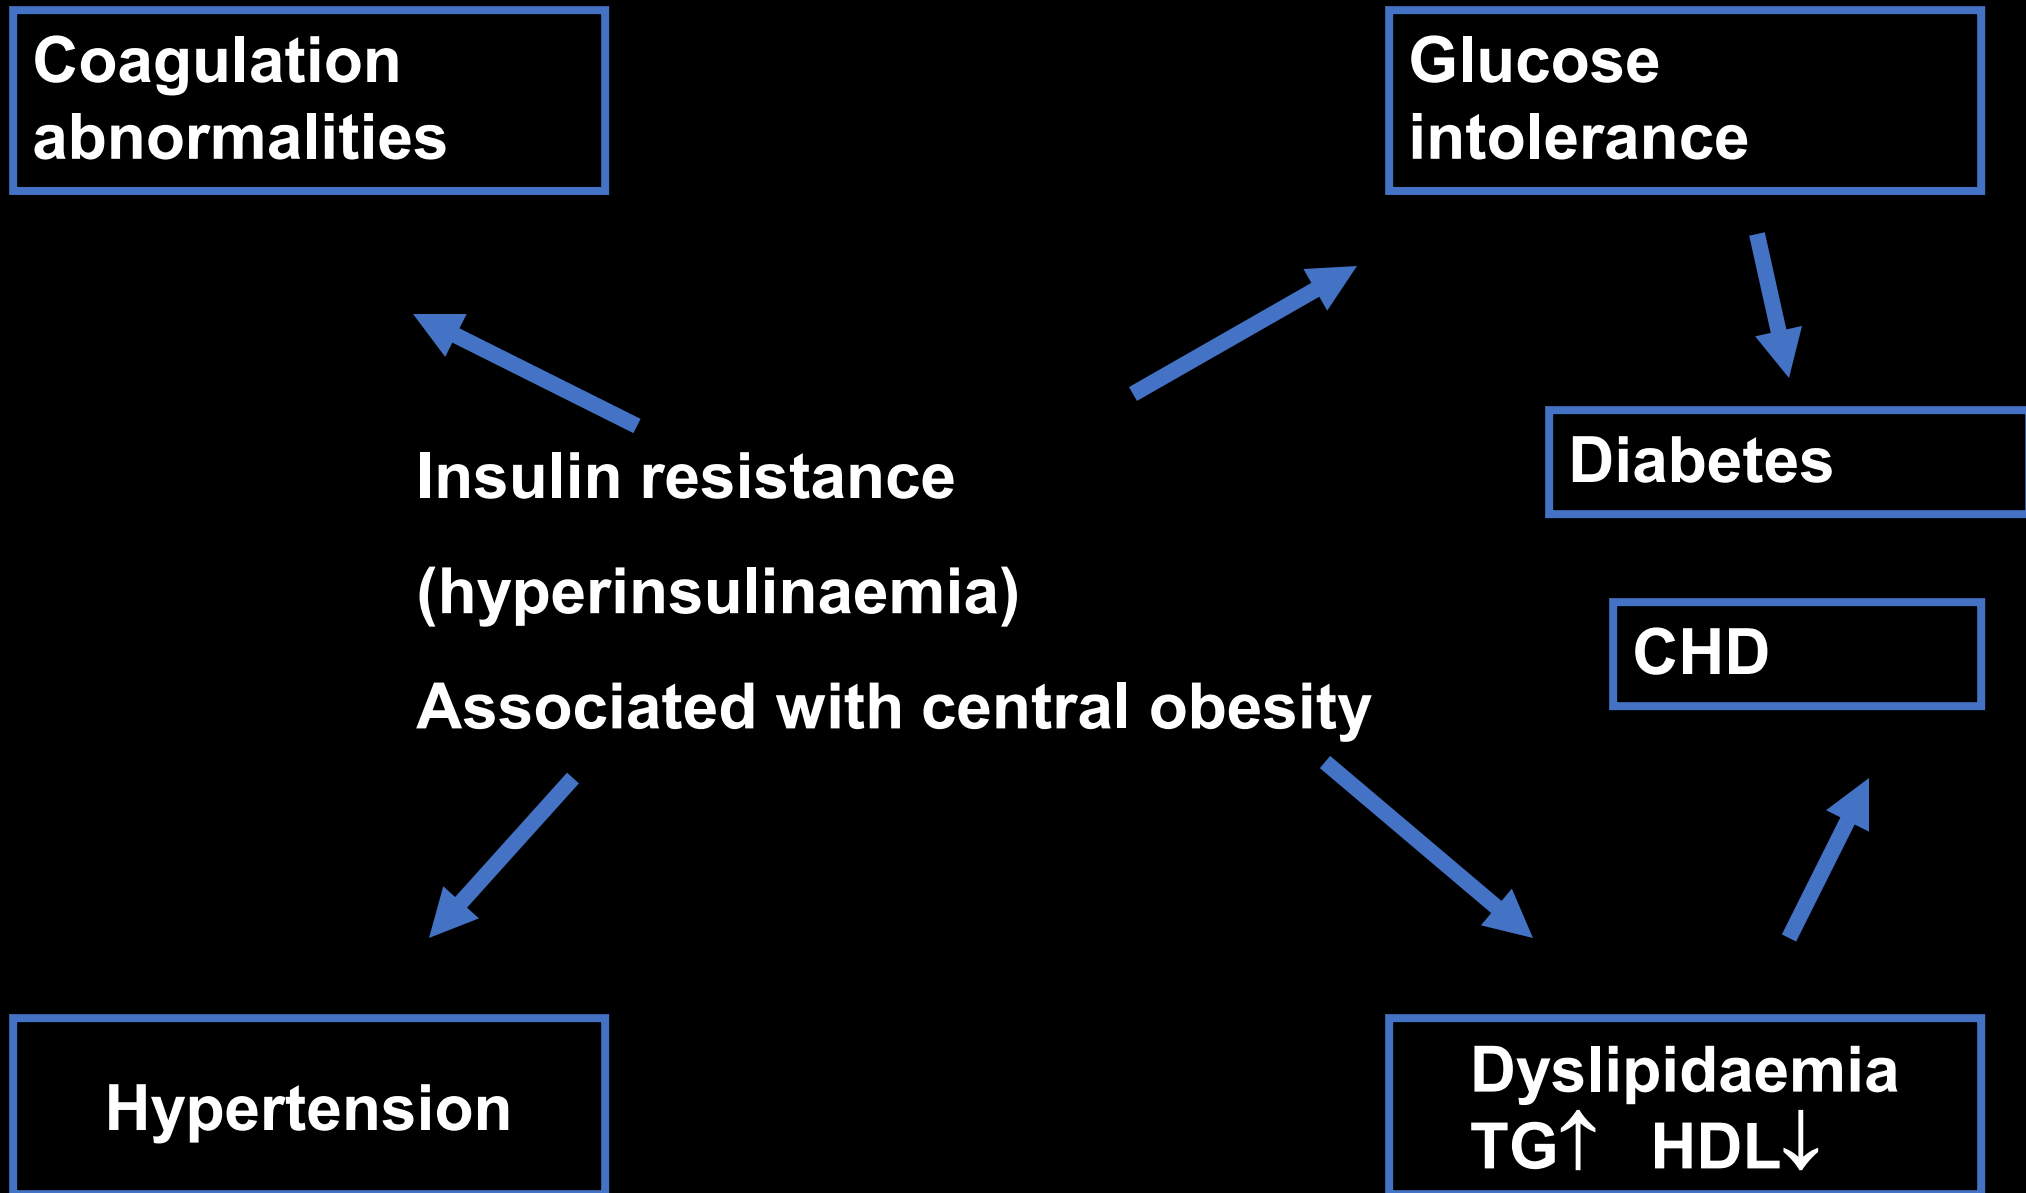 Coagulation
abnormalities
Glucose
intolerance
Insulin resistance
(hyperinsulinaemia)
Associated with central obesity
Diabetes
CHD
Hypertension
Dyslipidaemia
TG↑ HDL↓